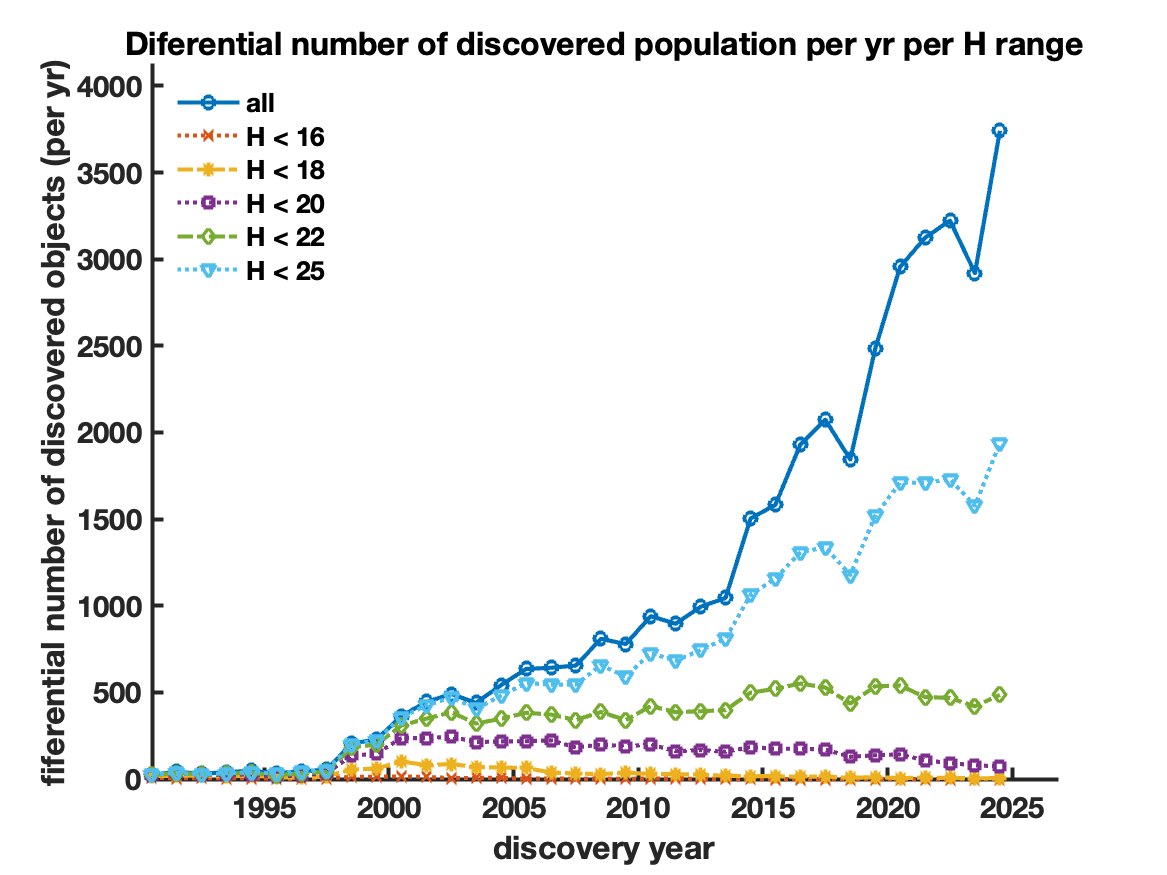 Diferential number of discovered population per yr per H range
fiferential number of discovered objects (per yr)
4000
3500
3000
2500
2000
1500
1000
500
0
all
H < 16
H < 18
H < 20
H < 22
H < 25
1995 2000 2005 2010 2015 2020 2025
discovery year